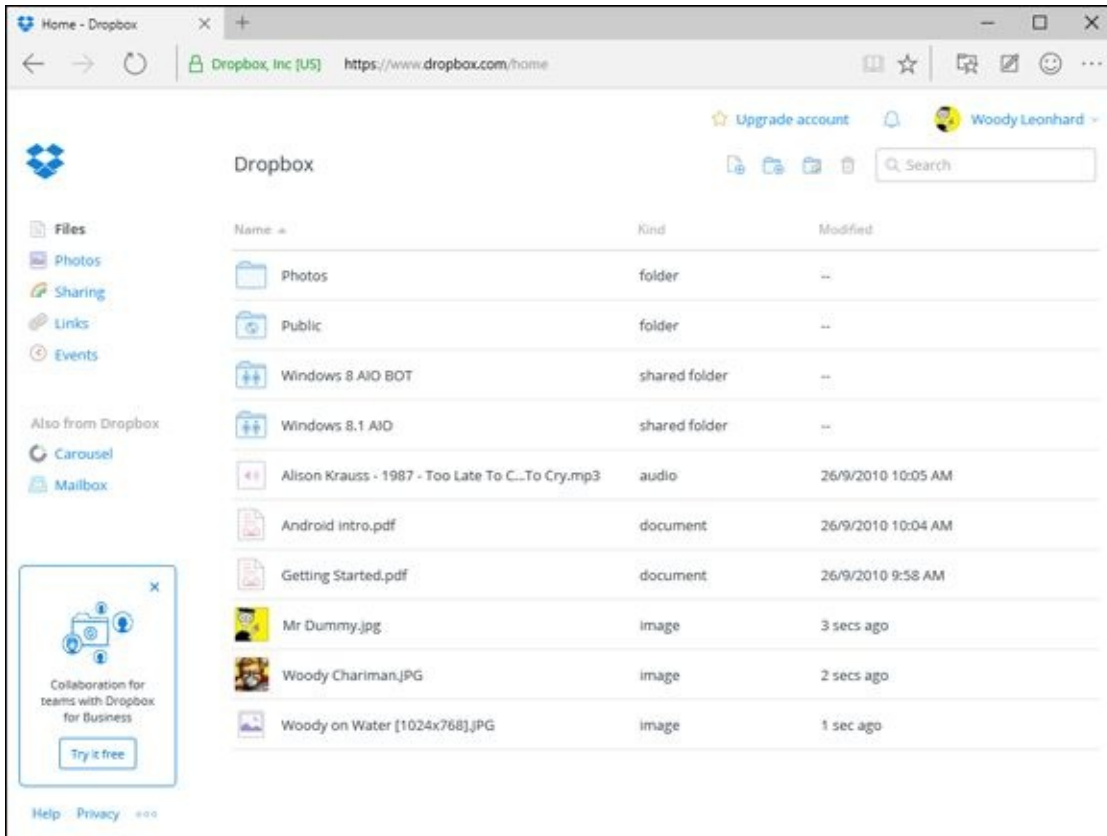 Home - Dropbox
Dropbox, Inc [US] https://www.dropbox.com/home
Upgrade account Woody Leonhard
Dropbox Search
Files
Photos
Sharing
Links
Events
Also from Dropbox
Carousel
Mailbox
Name Kind Modified
Photos folder --
Public folder --
Windows 8 AIO BOT shared folder --
Windows 8.1 AIO shared folder --
Alison Krauss - 1987 - Too Late To C...To Cry.mp3 audio 26/9/2010 10:05 AM
Android intro.pdf document 26/9/2010 10:04 AM
Getting Started.pdf document 26/9/2010 9:58 AM
Mr Dummy.jpg image 3 secs ago
Woody Chariman.JPG image 2 secs ago
Woody on Water [1024x768].JPG image 1 sec ago
Collaboration for
teams with Dropbox
for Business
Try it free
Help Privacy